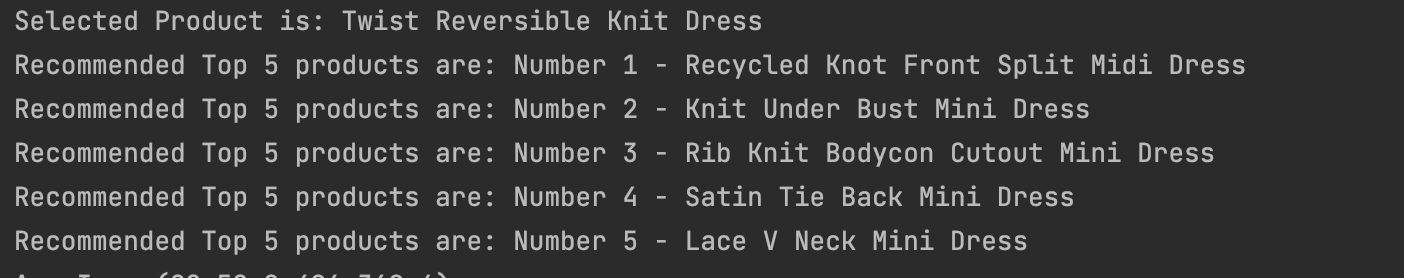 Selected Product is: Twist Reversible Knit Dress
Recommended Top 5 products are: Number 1 - Recycled Knot Front Split Midi Dress
Recommended Top 5 products are: Number 2 - Knit Under Bust Mini Dress
Recommended Top 5 products are: Number 3 - Rib Knit Bodycon Cutout Mini Dress
Recommended Top 5 products are: Number 4 - Satin Tie Back Mini Dress
Recommended Top 5 products are: Number 5 - Lace V Neck Mini Dress